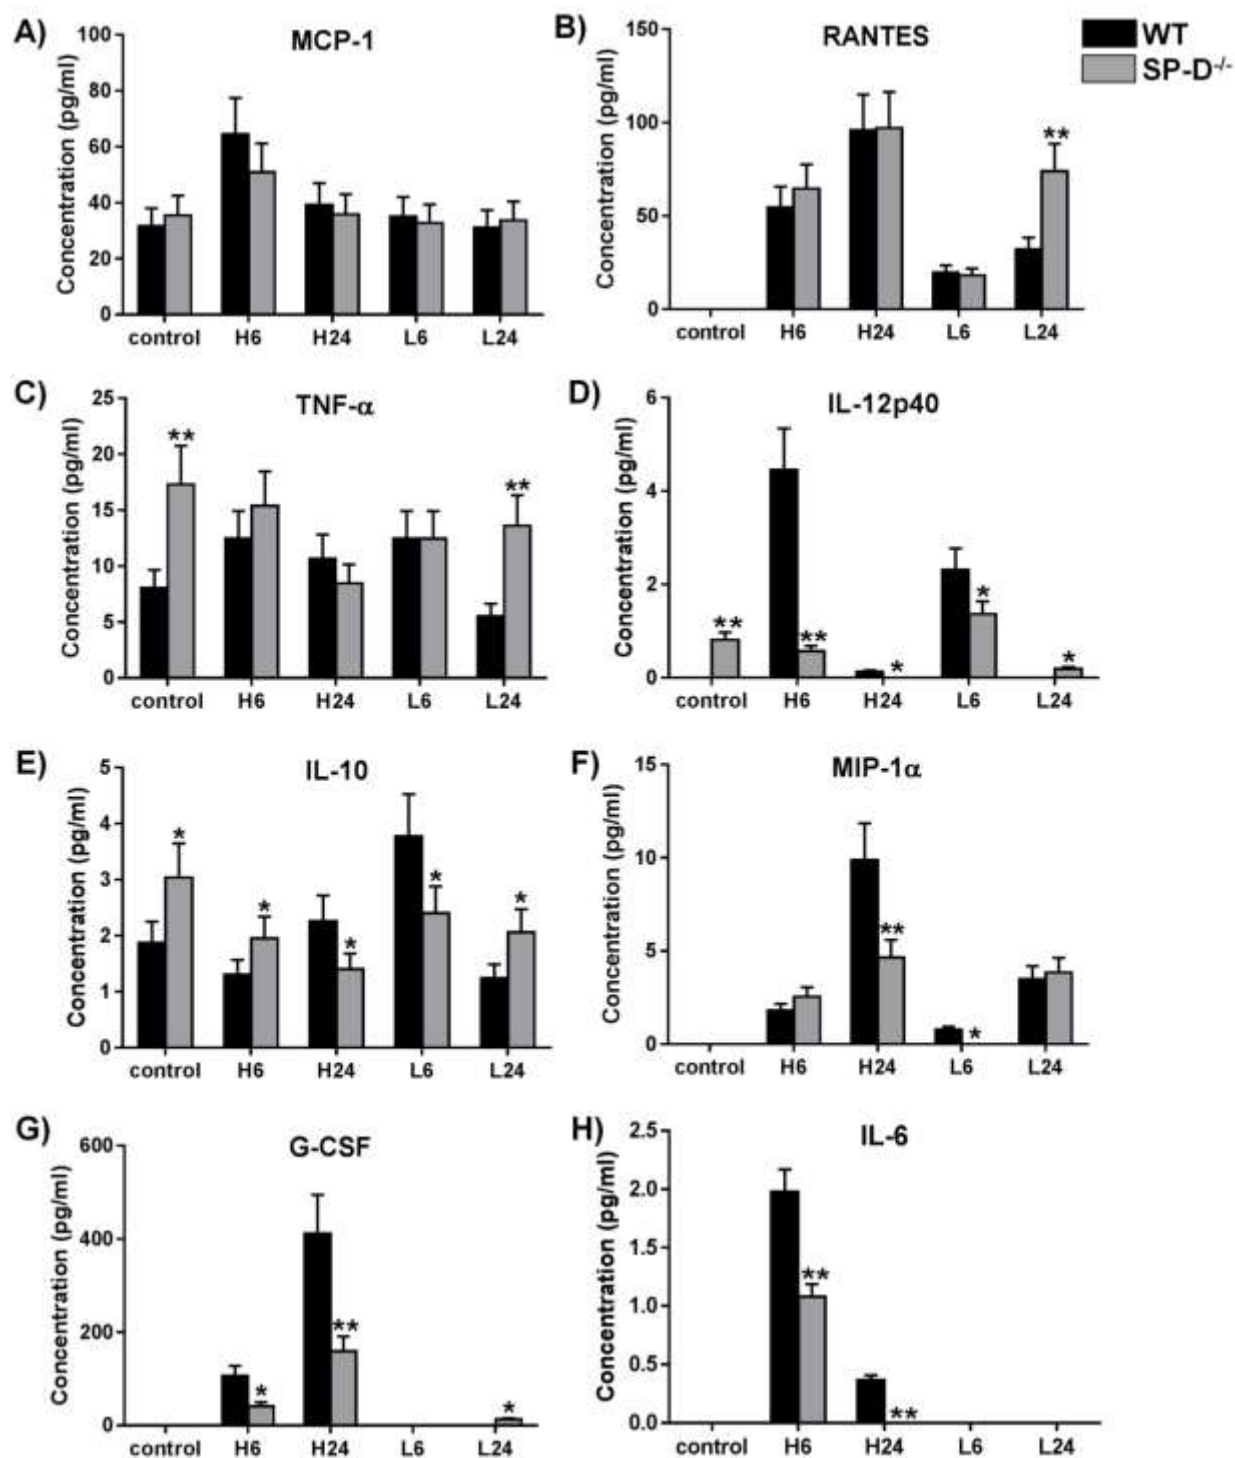 A)
MCP-1
Concentration (pg/ml)
100
80
60
40
20
0
control H6 H24 L6 L24
B)
RANTES
Concentration (pg/ml)
150
100
50
0
control H6 H24 L6 L24
WT
SP-D-/-
**
C)
TNF-α
Concentration (pg/ml)
25
20
15
10
5
0
** **
control H6 H24 L6 L24
D)
IL-12p40
Concentration (pg/ml)
6
4
2
0
** ** * * *
control H6 H24 L6 L24
E)
IL-10
Concentration (pg/ml)
5
4
3
2
1
0
* * * * *
control H6 H24 L6 L24
F)
MIP-1α
Concentration (pg/ml)
15
10
5
0
** *
control H6 H24 L6 L24
G)
G-CSF
Concentration (pg/ml)
600
400
200
0
* ** *
control H6 H24 L6 L24
H)
IL-6
Concentration (pg/ml)
2.5
2.0
1.5
1.0
0.5
0.0
** **
control H6 H24 L6 L24